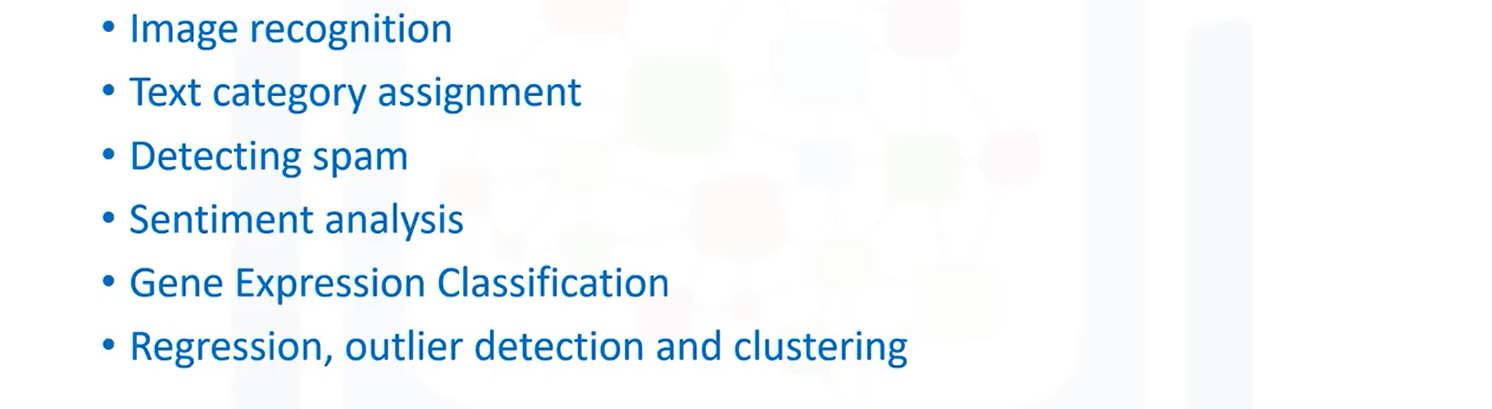 • Image recognition
• Text category assignment
• Detecting spam
• Sentiment analysis
• Gene Expression Classification
• Regression, outlier detection and clustering